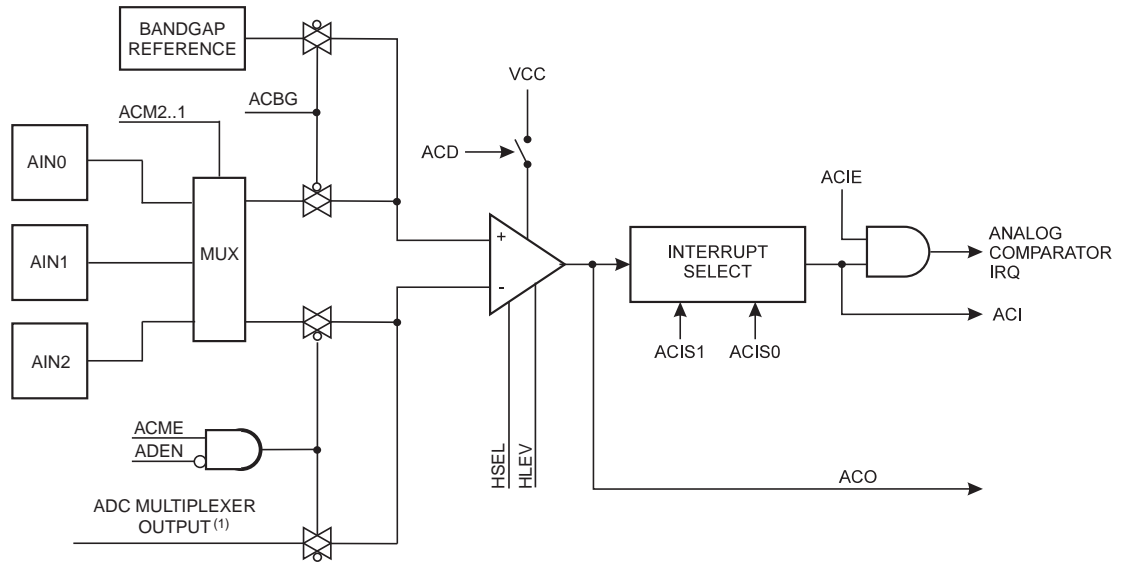 BANDGAP
REFERENCE
VCC
ACBG
ACM2..1
AIN0
ACD
ACIE
MUX
+
-
AIN1
INTERRUPT
SELECT
ANALOG
COMPARATOR
IRQ
ACI
AIN2
ACIS1
ACIS0
ACME
ADEN
HSEL
HLEV
ACO
ADC MULTIPLEXER
OUTPUT (1)